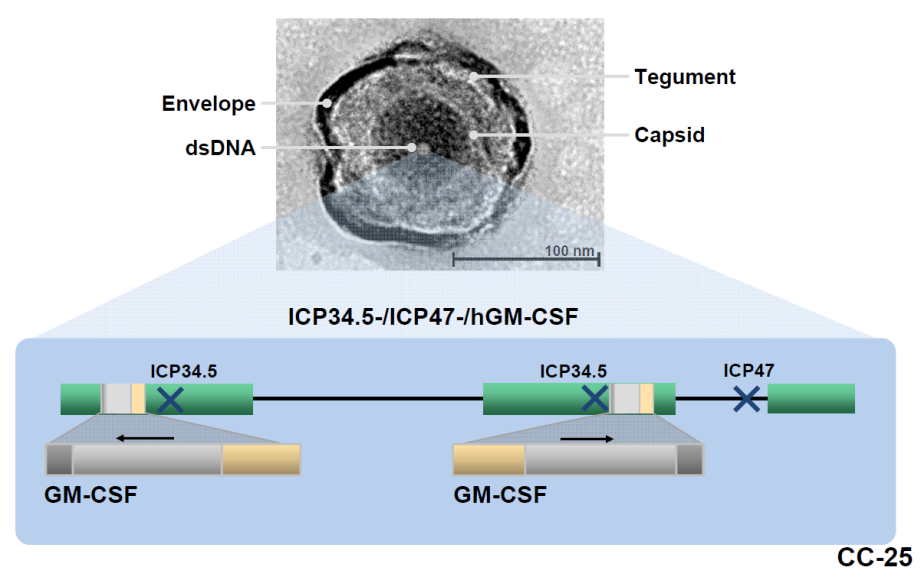 Envelope
Tegument
dsDNA
Capsid
100 nm
ICP34.5-/ICP47-/hGM-CSF
ICP34.5
ICP34.5
ICP47
GM-CSF
GM-CSF
CC-25